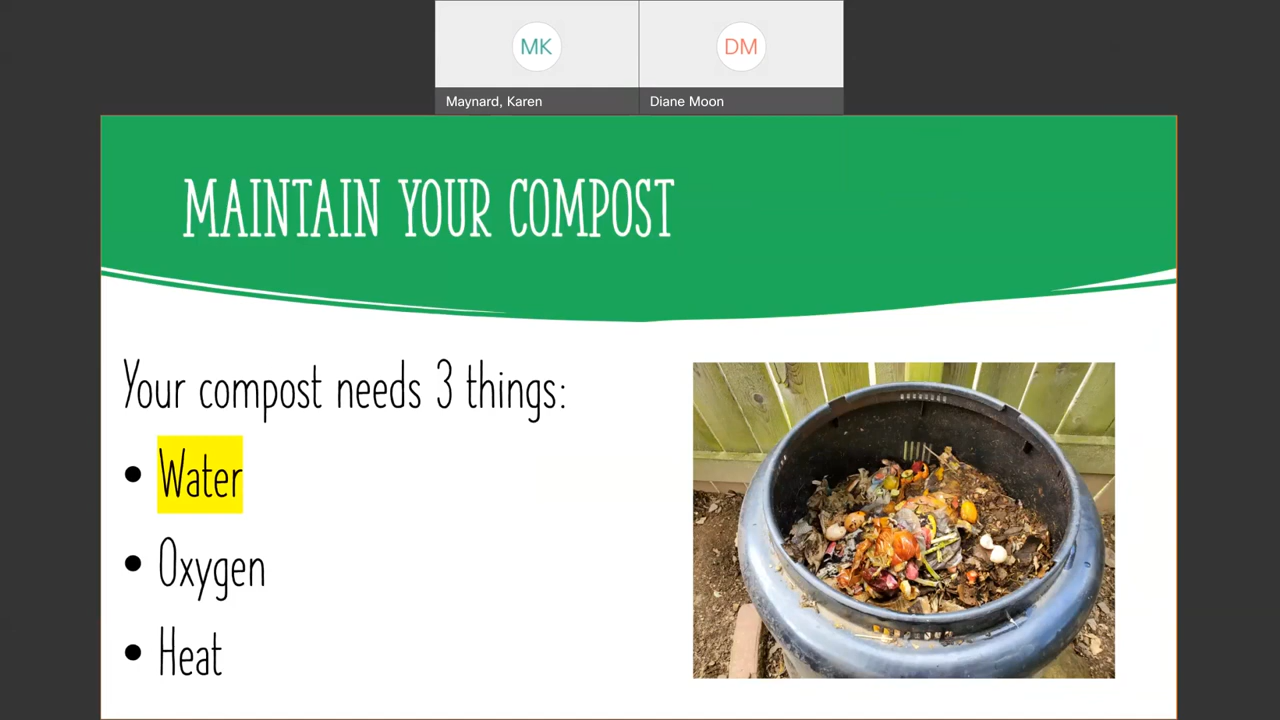 MK
DM
Maynard, Karen
Diane Moon
MAINTAIN YOUR COMPOST
Your compost needs 3 things:
• Water
• Oxygen
• Heat